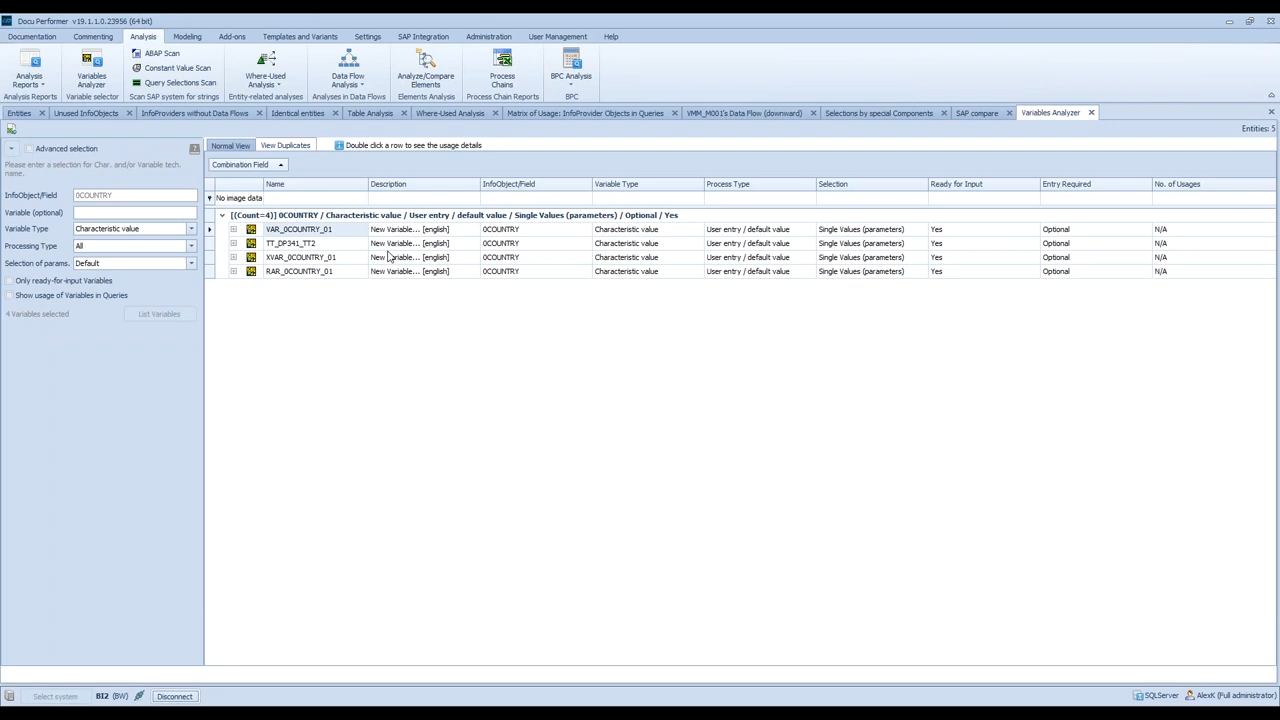 Docu Performer v19.1.1.0.23956 (64 bit)
Documentation Commenting Analysis Modeling Add-ons Templates and Variants Settings SAP Integration Administration User Management Help
Analysis Reports
Variables Analyzer
ABAP Scan
Constant Value Scan
Query Selections Scan
Where-Used Analysis
Data Flow Analysis
Analyze/Compare Elements
Process Chains
BPC Analysis
Analysis Reports Variable selector Scan SAP system for strings Entity-related analyses Analyses in Data Flows Elements Analysis Process Chain Reports BPC
Entities Unused InfoObjects InfoProviders without Data Flows Identical entities Table Analysis Where-Used Analysis Matrix of Usage: InfoProvider Objects in Queries VMM_M001's Data Flow (downward) Selections by special Components SAP compare Variables Analyzer
Entities: 5
Advanced selection
Please enter a selection for Char. and/or Variable tech. name.
InfoObject/Field 0COUNTRY
Variable (optional)
Variable Type Characteristic value
Processing Type All
Selection of params. Default
Only ready-for-input Variables
Show usage of Variables in Queries
4 Variables selected List Variables
Normal View View Duplicates Double click a row to see the usage details
Combination Field
Name Description InfoObject/Field Variable Type Process Type Selection Ready for Input Entry Required No. of Usages
No image data
[(Count=4)] 0COUNTRY / Characteristic value / User entry / default value / Single Values (parameters) / Optional / Yes
VAR_0COUNTRY_01 New Variable... [english] 0COUNTRY Characteristic value User entry / default value Single Values (parameters) Yes Optional N/A
TT_DP341_TT2 New Variable... [english] 0COUNTRY Characteristic value User entry / default value Single Values (parameters) Yes Optional N/A
XVAR_0COUNTRY_01 New Variable... [english] 0COUNTRY Characteristic value User entry / default value Single Values (parameters) Yes Optional N/A
RAR_0COUNTRY_01 New Variable... [english] 0COUNTRY Characteristic value User entry / default value Single Values (parameters) Yes Optional N/A
Select system BI2 (BW) Disconnect SQLServer AlexK (Full administrator)